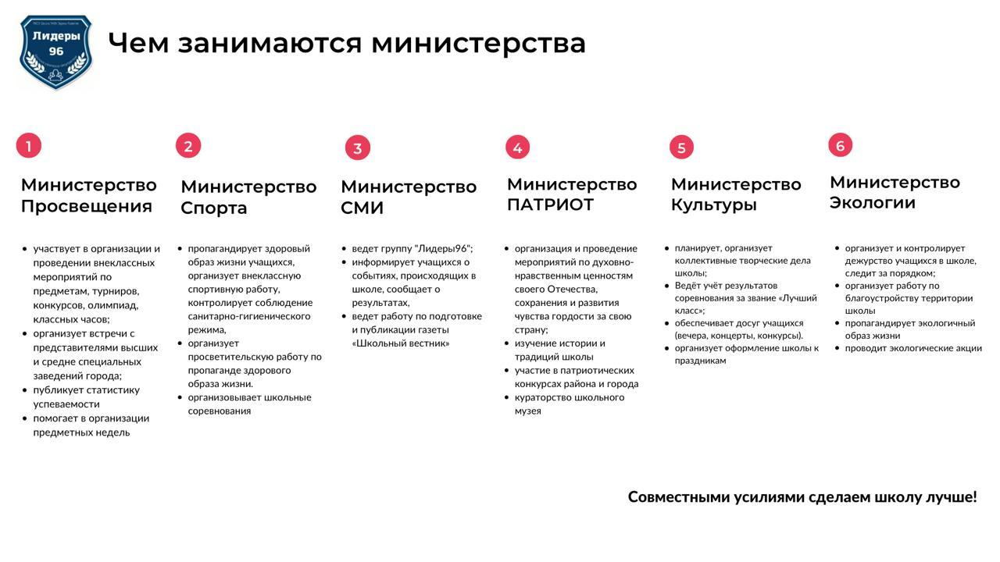 Лидеры
96
Чем занимаются министерства
1
Министерство
Просвещения
участвует в организации и
проведении внеклассных
мероприятий по
предметам, турниров,
конкурсов, олимпиад,
классных часов;
организует встречи с
представителями высших
и средне специальных
заведений города;
публикует статистику
успеваемости
помогает в организации
предметных недель
2
Министерство
Спорта
пропагандирует здоровый
образ жизни учащихся,
организует внеклассную
спортивную работу,
контролирует соблюдение
санитарно-гигиенического
режима,
организует
просветительскую работу по
пропаганде здорового
образа жизни.
организовывает школьные
соревнования
3
Министерство
СМИ
ведет группу "Лидеры96";
информирует учащихся о
событиях, происходящих в
школе, сообщает о
результатах,
ведет работу по подготовке
и публикации газеты
«Школьный вестник»
4
Министерство
ПАТРИОТ
организация и проведение
мероприятий по духовно-
нравственным ценностям
своего Отечества,
сохранения и развития
чувства гордости за свою
страну;
изучение истории и
традиций школы
участие в патриотических
конкурсах района и города
кураторство школьного
музея
5
Министерство
Культуры
планирует, организует
коллективные творческие дела
школы;
Ведёт учёт результатов
соревнования за звание «Лучший
класс»;
обеспечивает досуг учащихся
(вечера, концерты, конкурсы).
организует оформление школы к
праздникам
6
Министерство
Экологии
организует и контролирует
дежурство учащихся в школе,
следит за порядком;
организует работу по
благоустройству территории
школы
пропагандирует экологичный
образ жизни
проводит экологические акции
Совместными усилиями сделаем школу лучше!